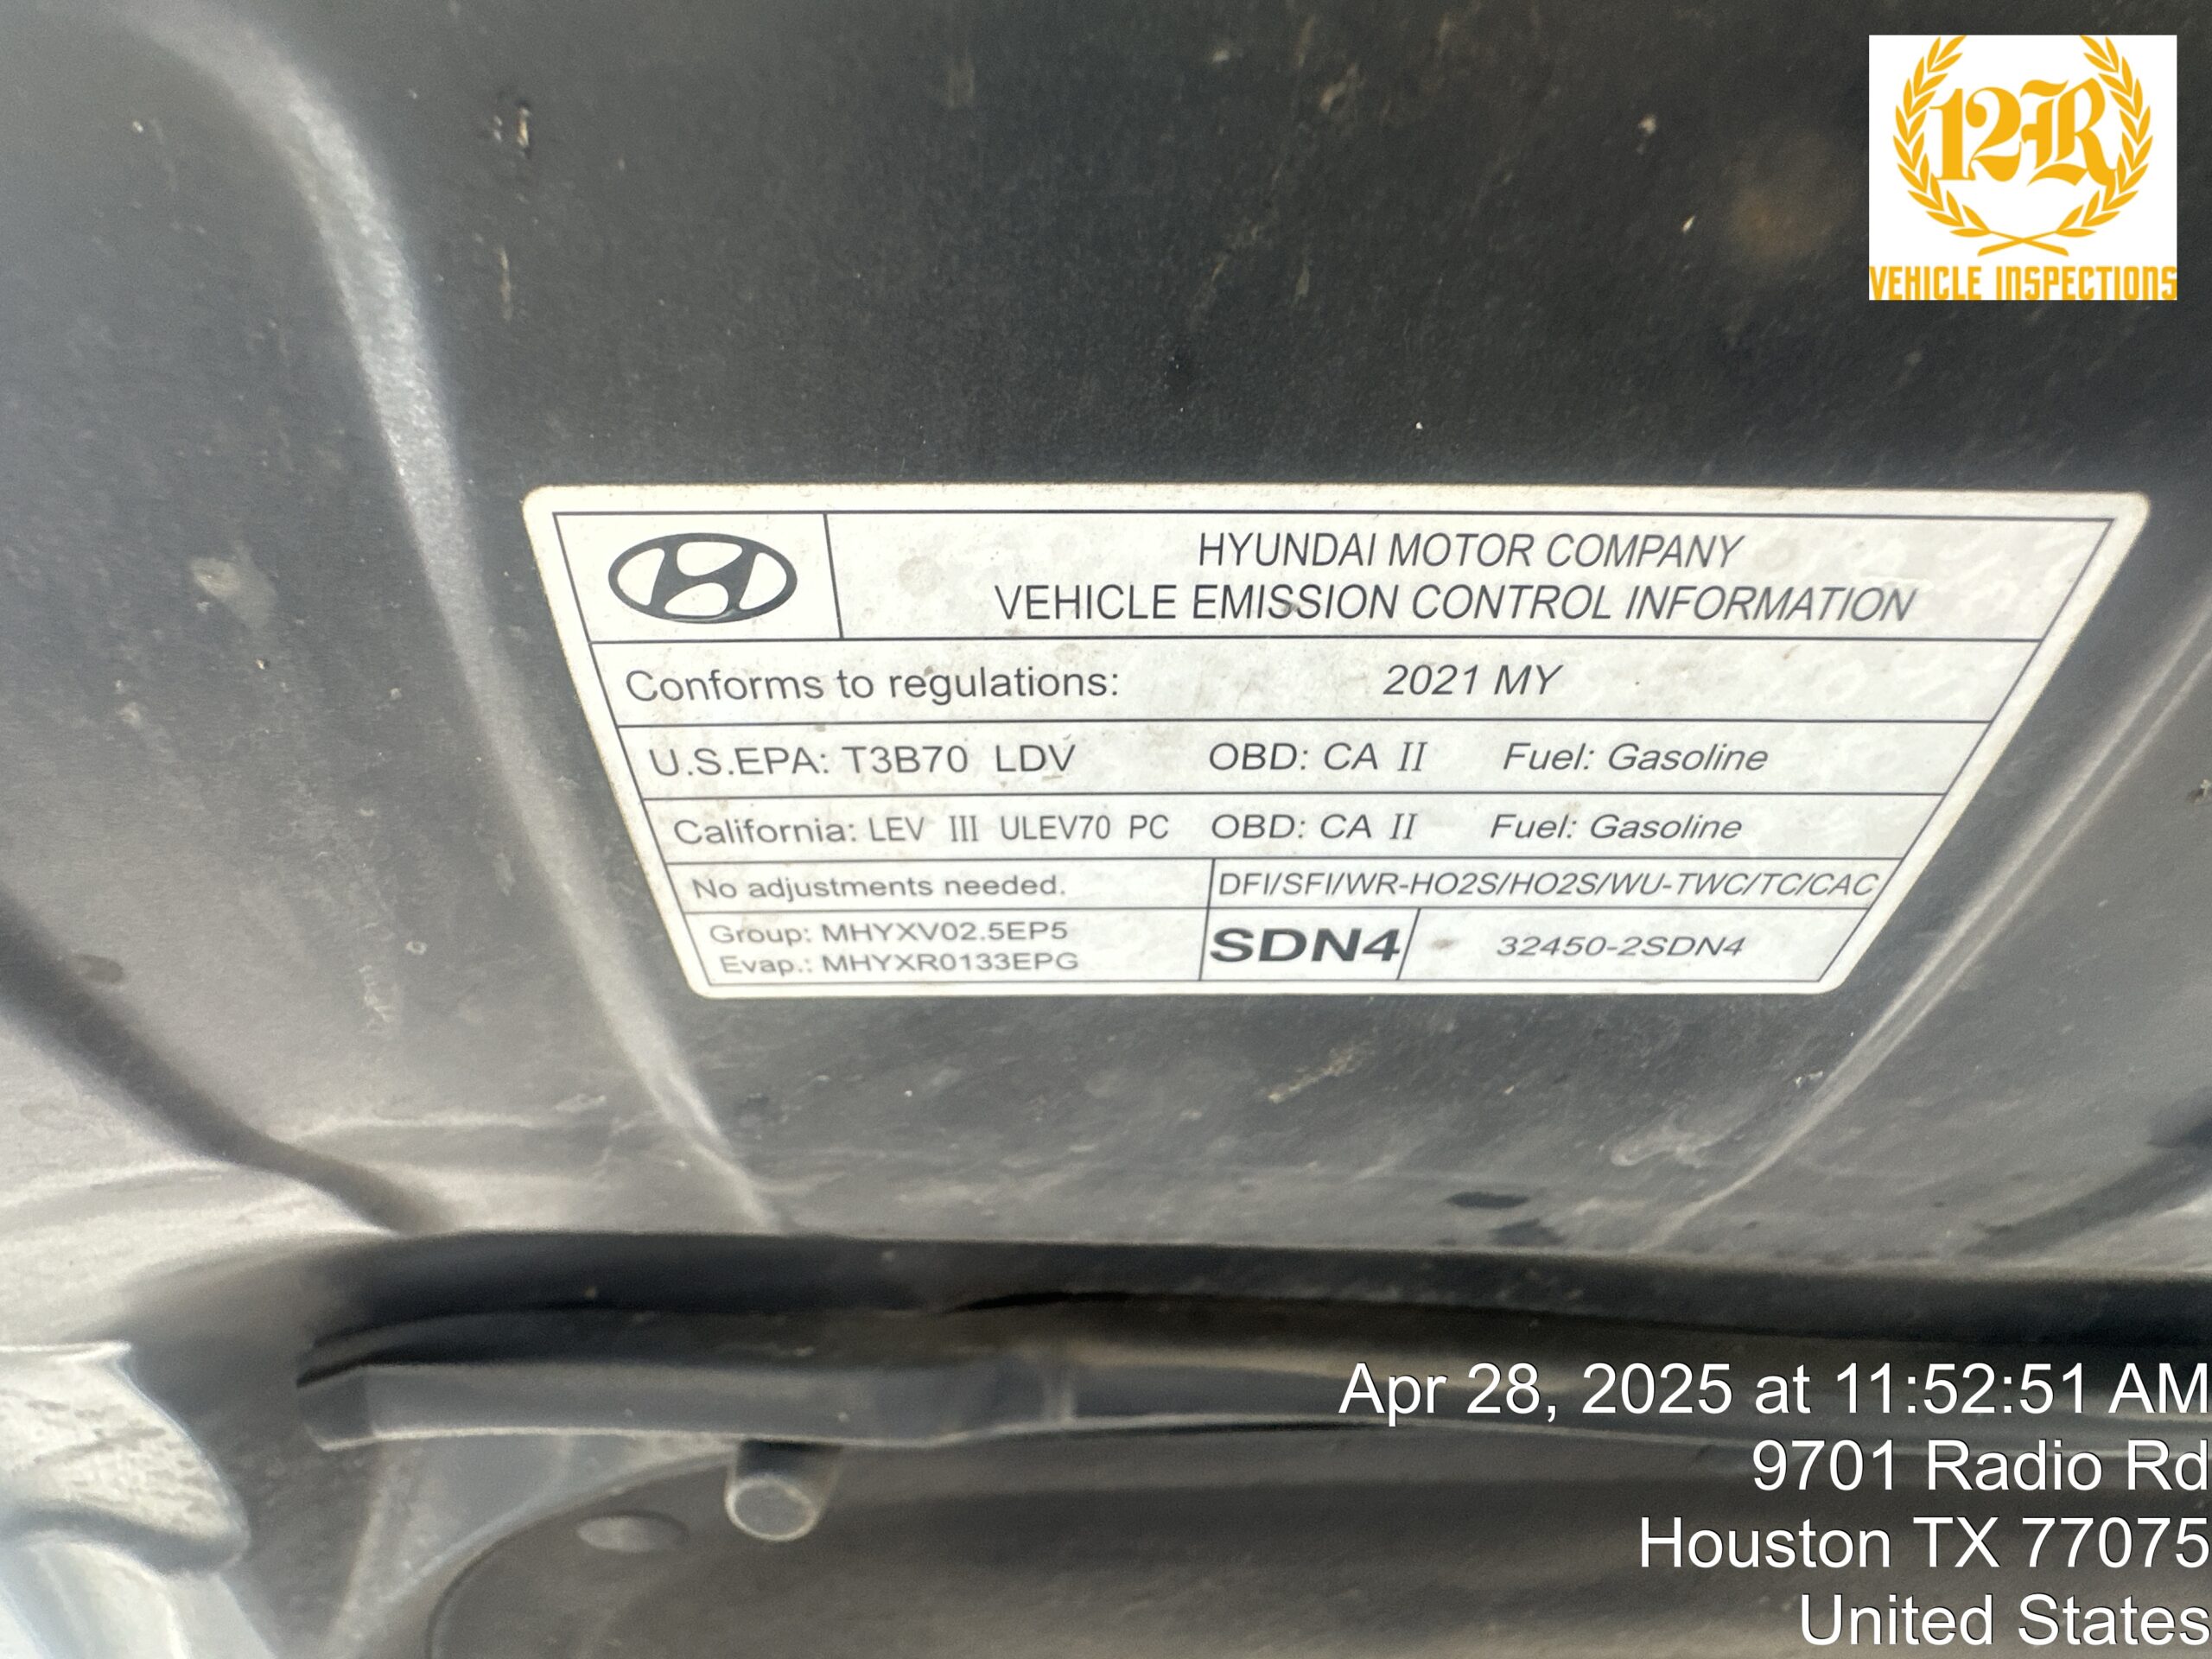 12R
VEHICLE INSPECTIONS
HYUNDAI MOTOR COMPANY
VEHICLE EMISSION CONTROL INFORMATION
Conforms to regulations: 2021 MY
U.S.EPA: T3B70 LDV OBD: CA II Fuel: Gasoline
California: LEV III ULEV70 PC OBD: CA II Fuel: Gasoline
No adjustments needed. DFI/SFI/WR-HO2S/HO2S/WU-TWC/TC/CAC
Group: MHYXV02.5EP5
Evap.: MHYXR0133EPG
SDN4 32450-2SDN4
Apr 28, 2025 at 11:52:51 AM
9701 Radio Rd
Houston TX 77075
United States